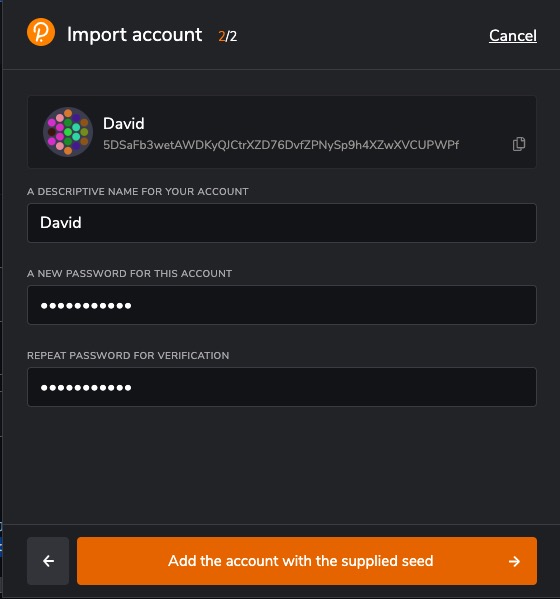 Import account 2/2 Cancel
David
5DSaFb3wetAWDKyQJCtrXZD76DvfZPNySp9h4XZwXVCUPWPf
A DESCRIPTIVE NAME FOR YOUR ACCOUNT
David
A NEW PASSWORD FOR THIS ACCOUNT
●●●●●●●●●●●
REPEAT PASSWORD FOR VERIFICATION
●●●●●●●●●●●
Add the account with the supplied seed